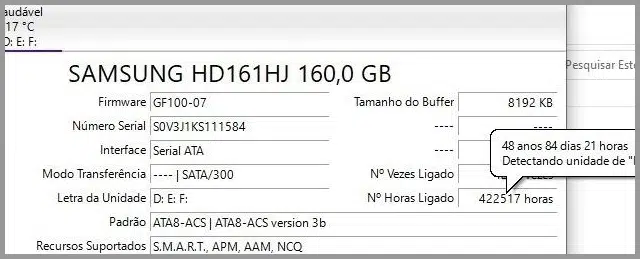 audável
17 °C
D: E: F:
SAMSUNG HD161HJ 160,0 GB
Pesquisar Este
Firmware GF100-07 Tamanho do Buffer 8192 KB
Número Serial S0V3J1KS111584 ---- ----
Interface Serial ATA ----
48 anos 84 dias 21 horas
Detectando unidade de "
Modo Transferência ---- | SATA/300 Nº Vezes Ligado vezes
Letra da Unidade D: E: F: Nº Horas Ligado 422517 horas
Padrão ATA8-ACS | ATA8-ACS version 3b
Recursos Suportados S.M.A.R.T., APM, AAM, NCQ